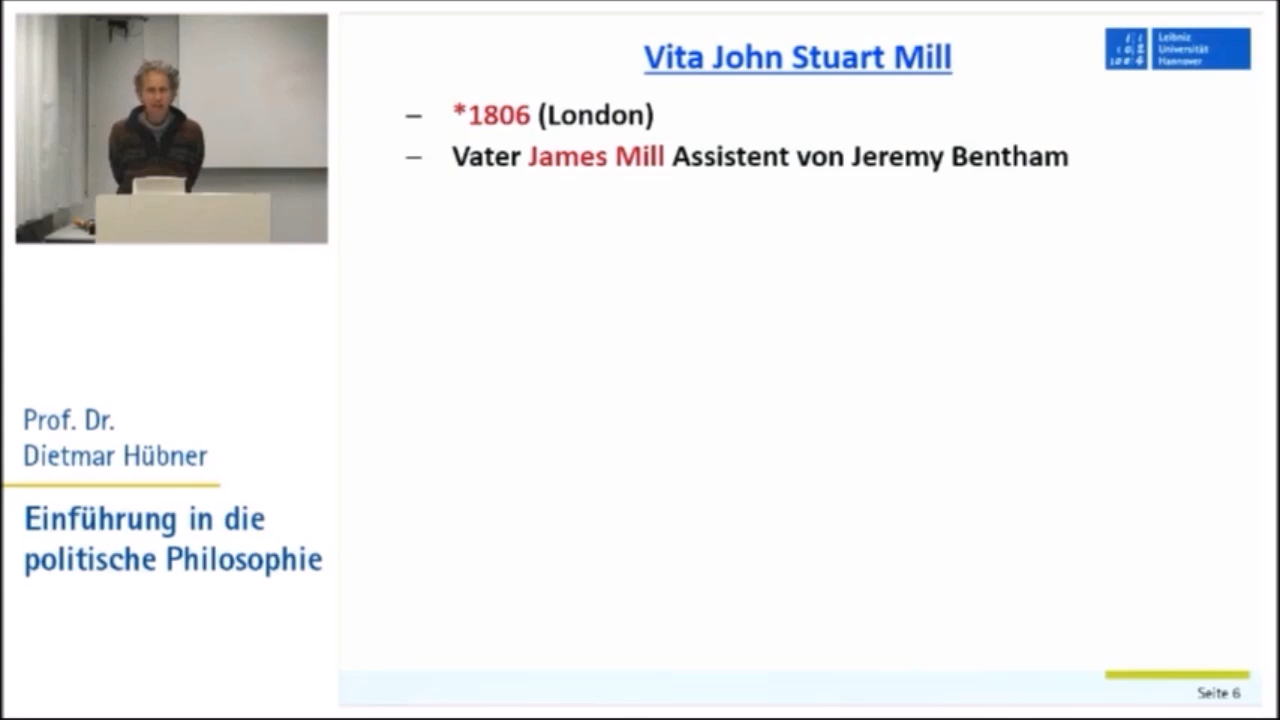 Vita John Stuart Mill
– *1806 (London)
– Vater James Mill Assistent von Jeremy Bentham
Leibniz
Universität
Hannover
Prof. Dr.
Dietmar Hübner
Einführung in die
politische Philosophie
Seite 6